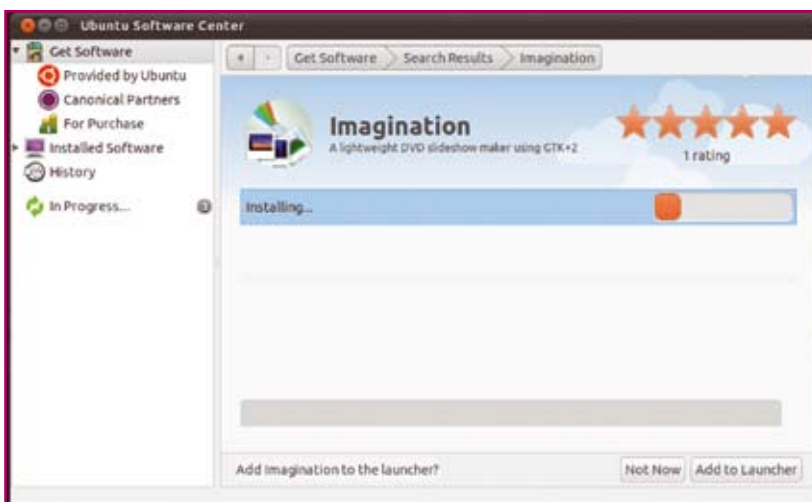 Ubuntu Software Center
Get Software
Provided by Ubuntu
Canonical Partners
For Purchase
Installed Software
History
In Progress...
Get Software
Search Results
Imagination
Imagination
A lightweight DVD slideshow maker using GTK+2
1 rating
Installing...
Add Imagination to the launcher?
Not Now
Add to Launcher